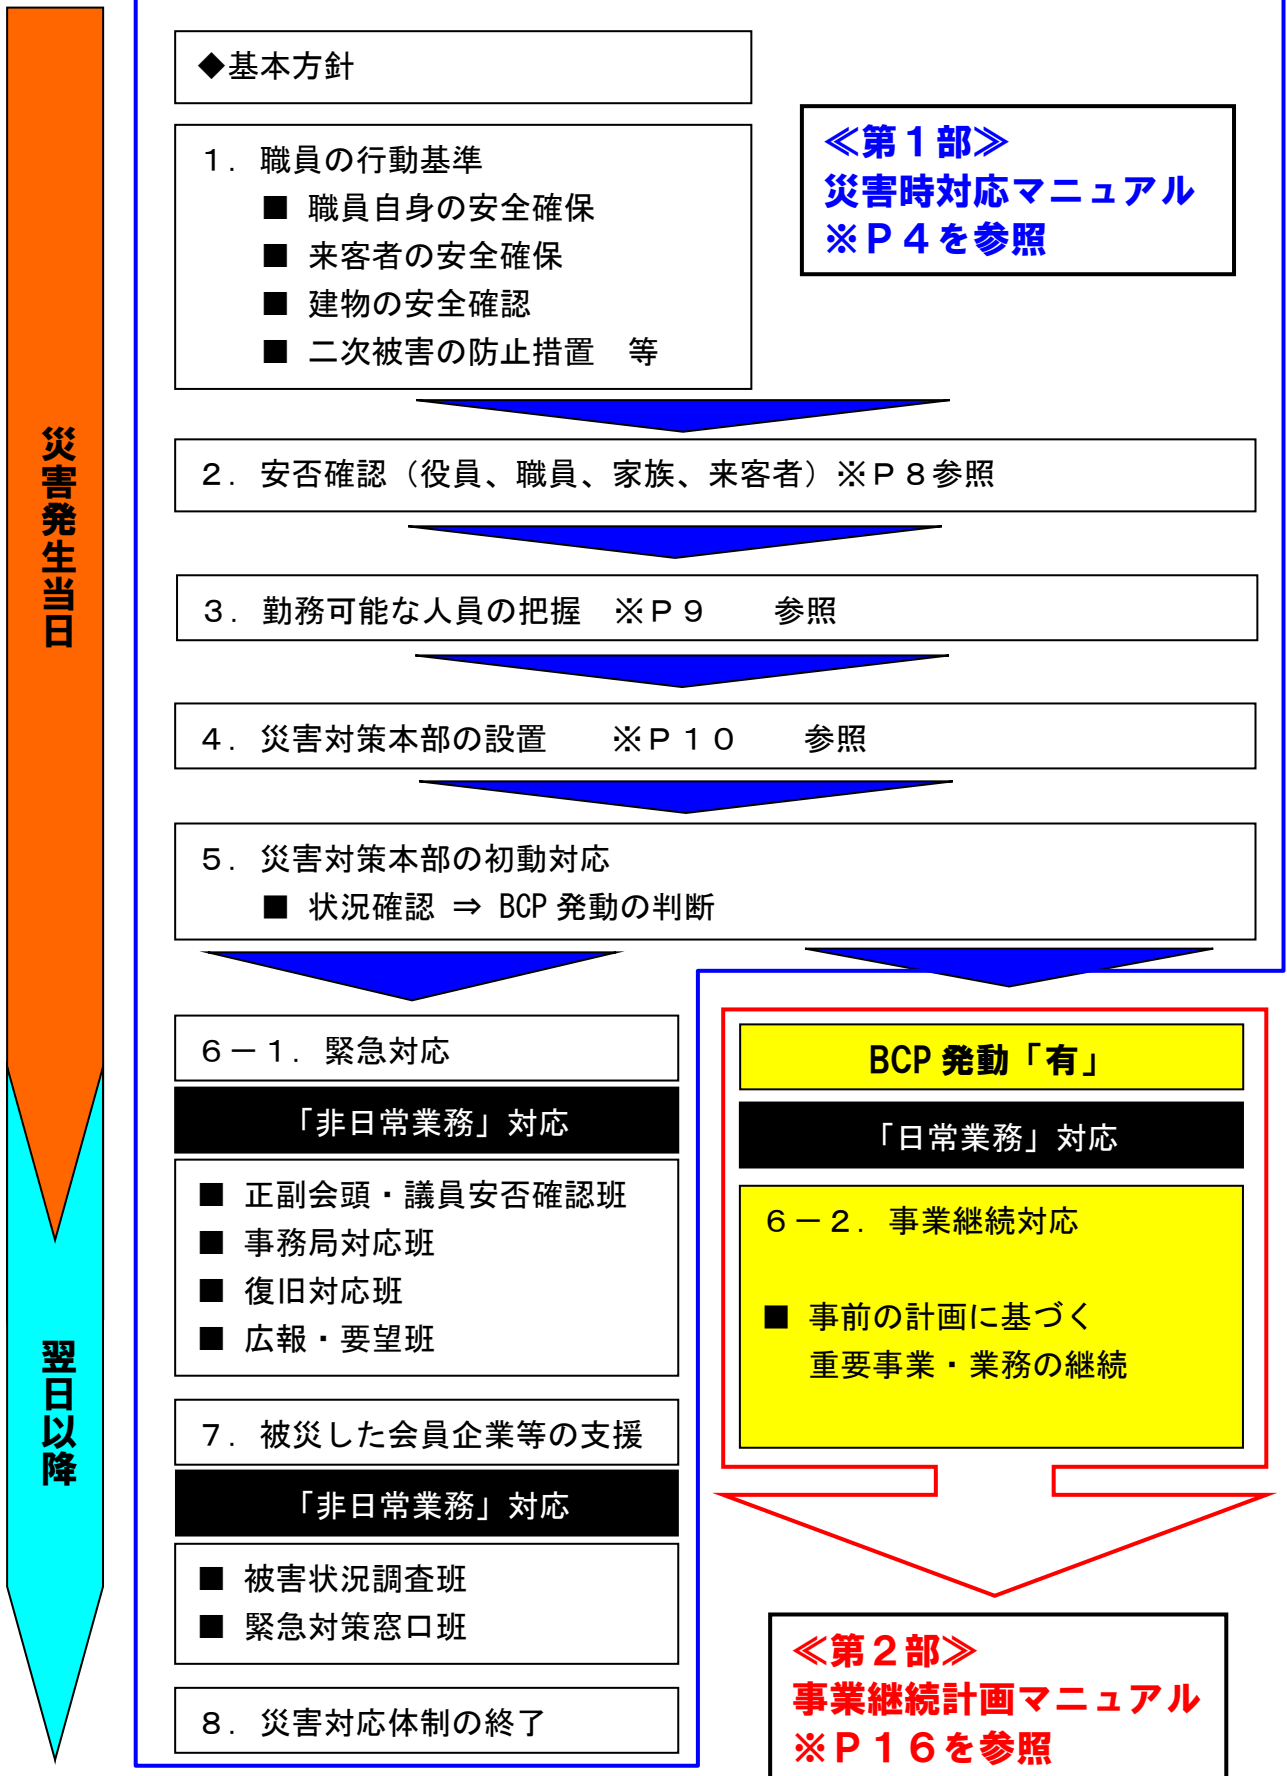 ◆基本方針
１．職員の行動基準
■ 職員自身の安全確保
■ 来客者の安全確保
■ 建物の安全確認
■ 二次被害の防止措置　等
≪第１部≫
災害時対応マニュアル
※Ｐ４を参照
２．安否確認（役員、職員、家族、来客者）※Ｐ８参照
３．勤務可能な人員の把握　※Ｐ９　　参照
４．災害対策本部の設置　　※Ｐ１０　　参照
５．災害対策本部の初動対応
■ 状況確認 ⇒ BCP 発動の判断
災害発生当日
６－１．緊急対応
「非日常業務」対応
■ 正副会頭・議員安否確認班
■ 事務局対応班
■ 復旧対応班
■ 広報・要望班
７．被災した会員企業等の支援
「非日常業務」対応
■ 被害状況調査班
■ 緊急対策窓口班
８．災害対応体制の終了
翌日以降
BCP 発動「有」
「日常業務」対応
６－２．事業継続対応
■ 事前の計画に基づく
重要事業・業務の継続
≪第２部≫
事業継続計画マニュアル
※Ｐ１６を参照